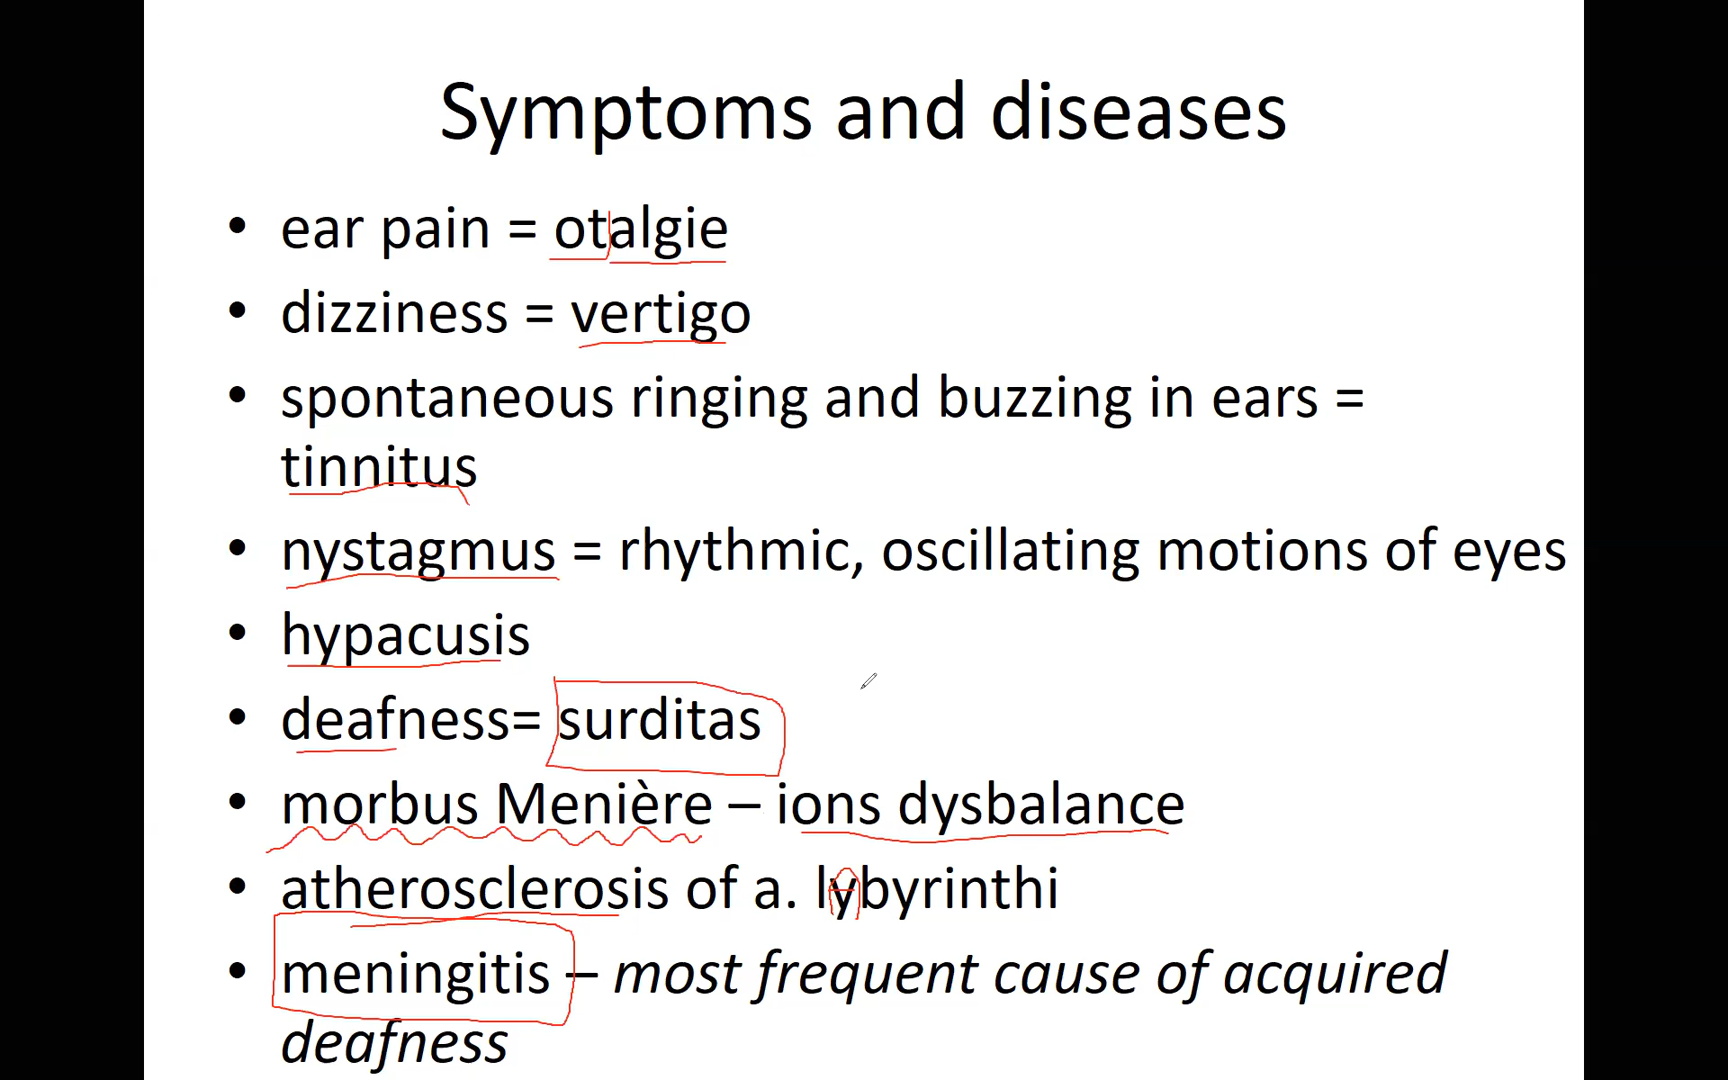 Symptoms and diseases
• ear pain = otalgie
• dizziness = vertigo
• spontaneous ringing and buzzing in ears =
tinnitus
• nystagmus = rhythmic, oscillating motions of eyes
• hypacusis
• deafness= surditas
• morbus Menière – ions dysbalance
• atherosclerosis of a. lybyrinthi
• meningitis – most frequent cause of acquired
deafness